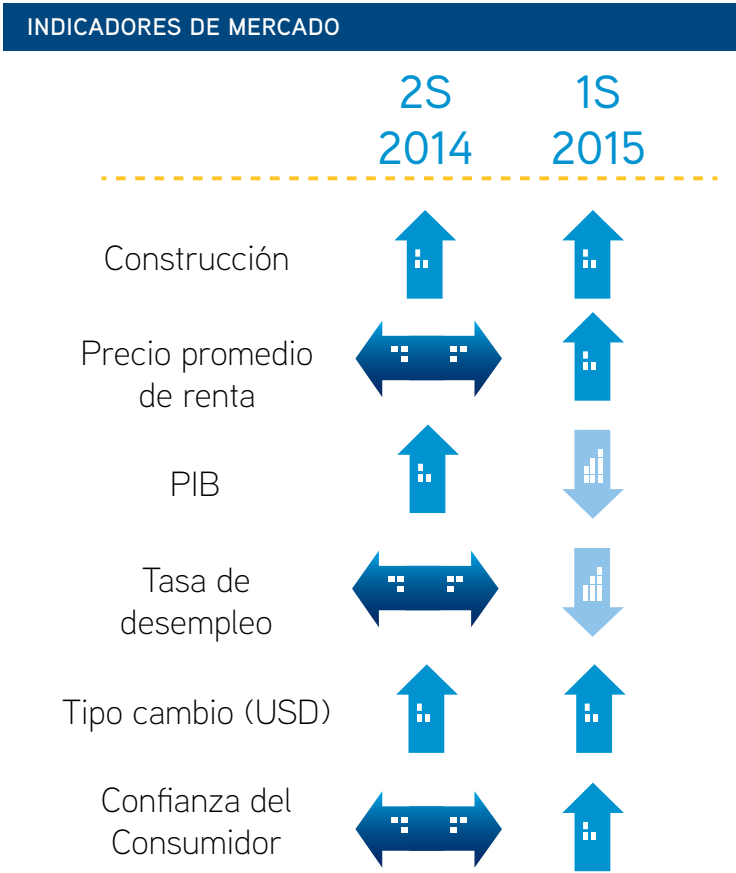 INDICADORES DE MERCADO
2S 1S
2014 2015
Construcción
Precio promedio
de renta
PIB
Tasa de
desempleo
Tipo cambio (USD)
Confianza del
Consumidor